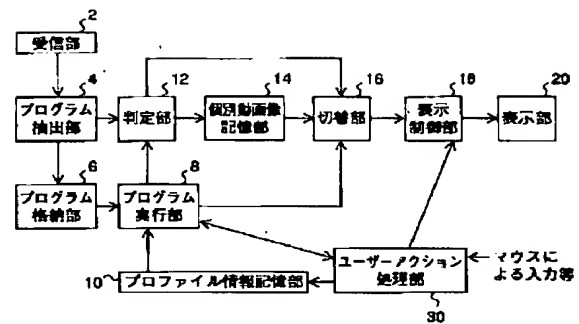 2
受信部
4
12
14
16
18
20
プログラム
抽出部
判定部
個別動画像
記憶部
切替部
表示
制御部
表示部
6
8
プログラム
格納部
プログラム
実行部
10
プロファイル情報記憶部
ユーザーアクション
処理部
マウスに
よる入力等
30